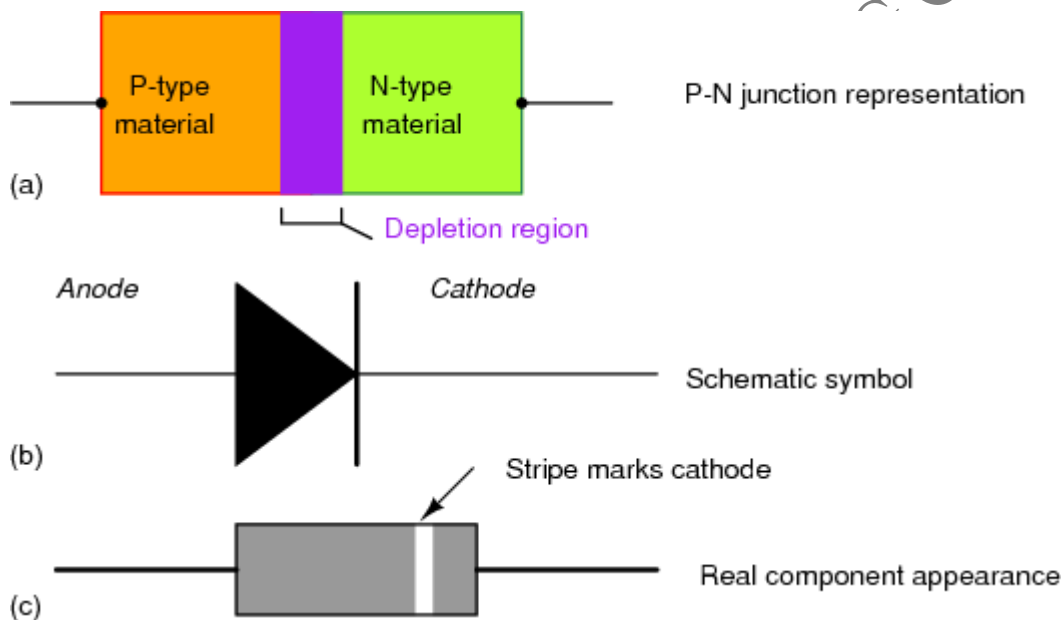 P-type
material
N-type
material
P-N junction representation
(a)
Depletion region
Anode
Cathode
Schematic symbol
(b)
Stripe marks cathode
Real component appearance
(c)